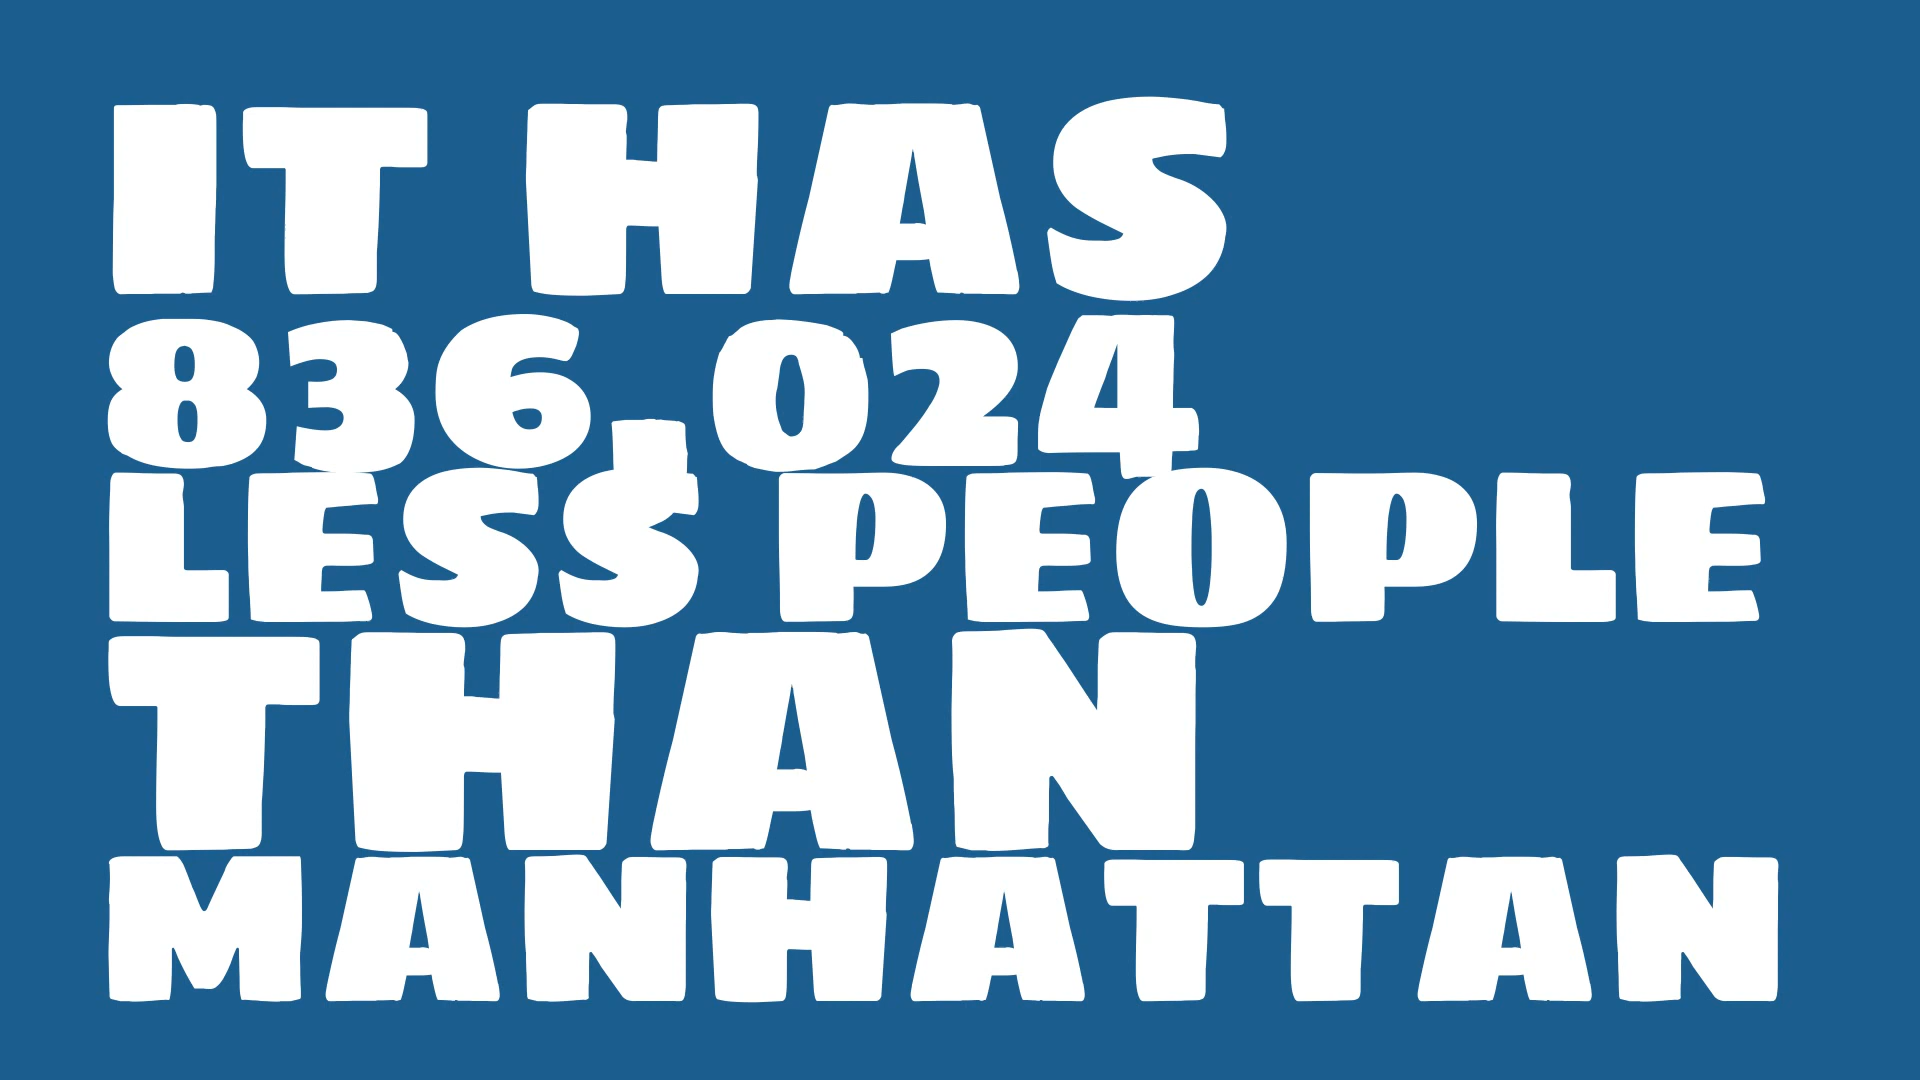 IT HAS
836,024
LESS PEOPLE
THAN
MANHATTAN